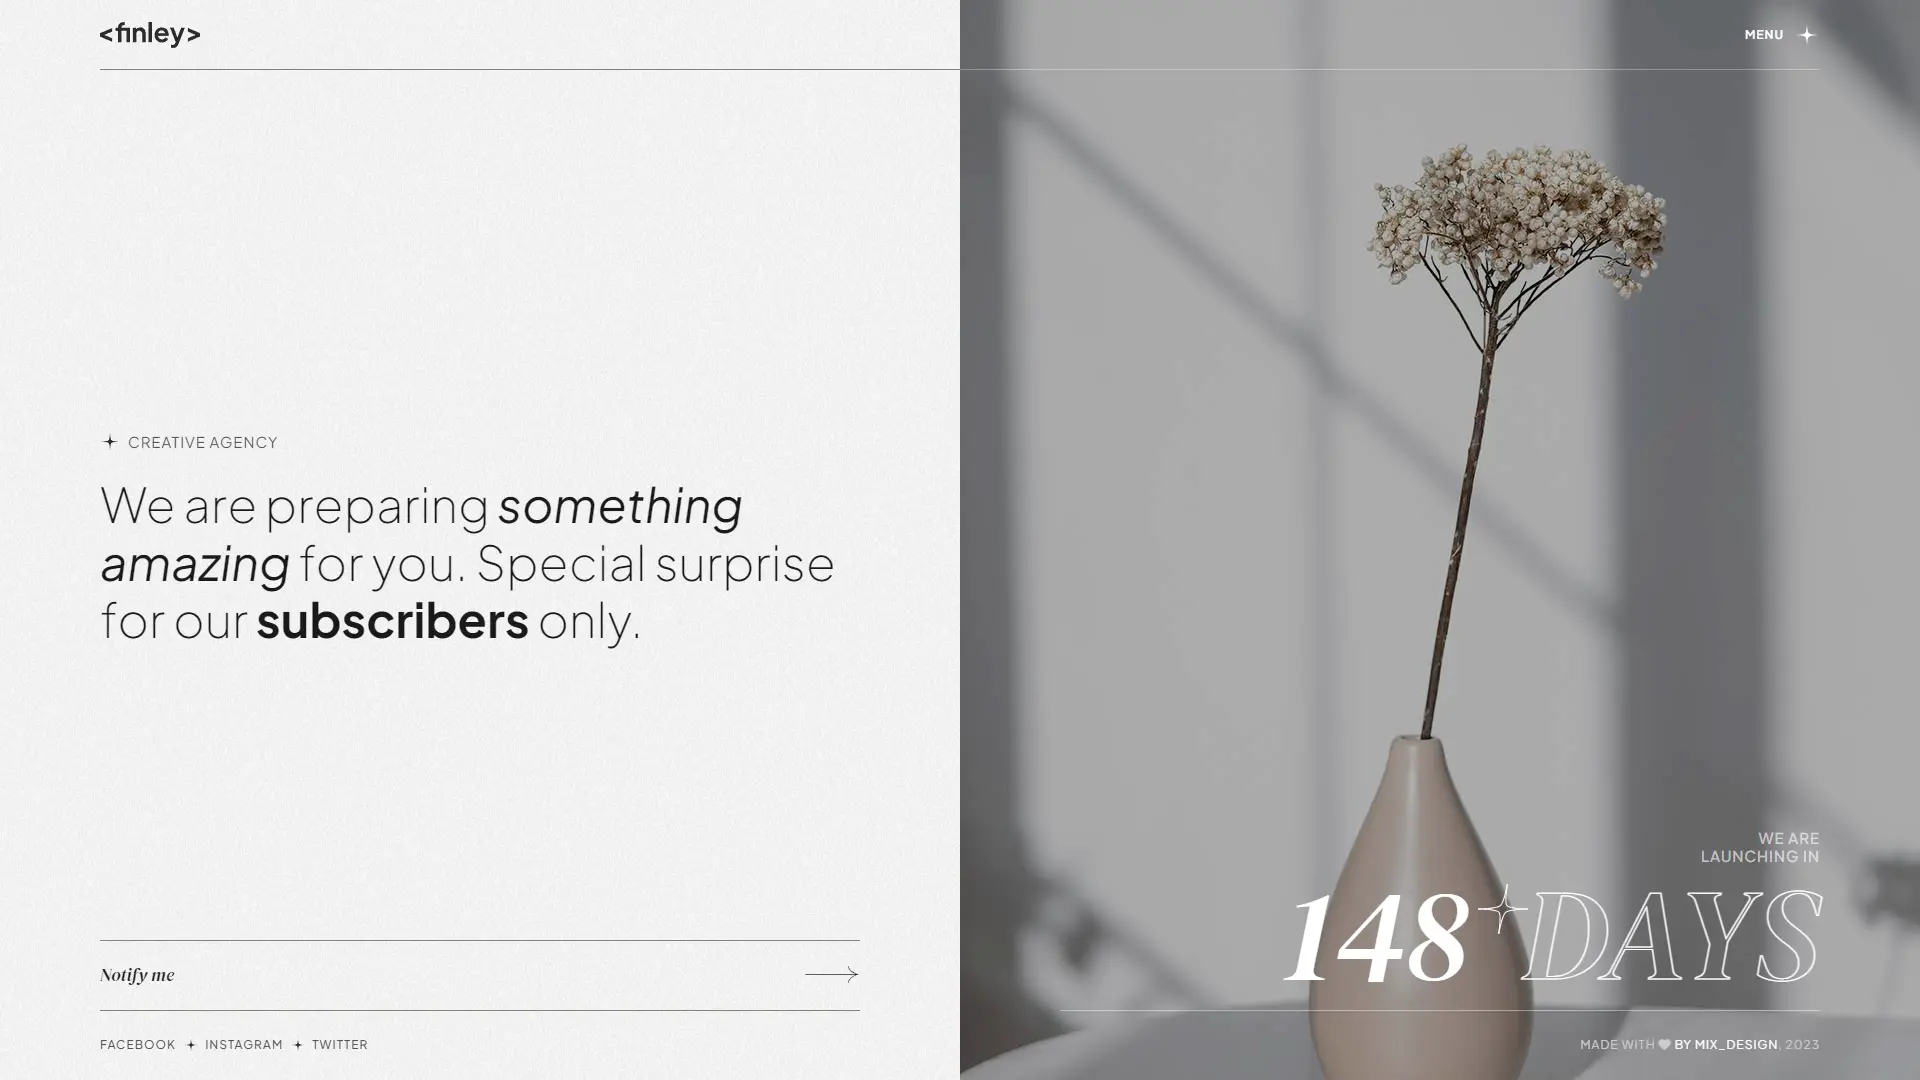 <finley>
MENU
CREATIVE AGENCY
We are preparing something
amazing for you. Special surprise
for our subscribers only.
WE ARE
LAUNCHING IN
148 DAYS
Notify me
FACEBOOK INSTAGRAM TWITTER
MADE WITH BY MIX_DESIGN, 2023